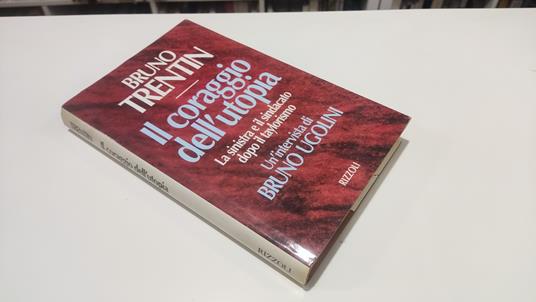 BRUNO
TRENTIN
Il coraggio
dell'utopia
La sinistra e il sindacato
dopo il taylorismo
Un'intervista di
BRUNO UGOLINI
RIZZOLI
Il coraggio dell'utopia
RIZZOLI